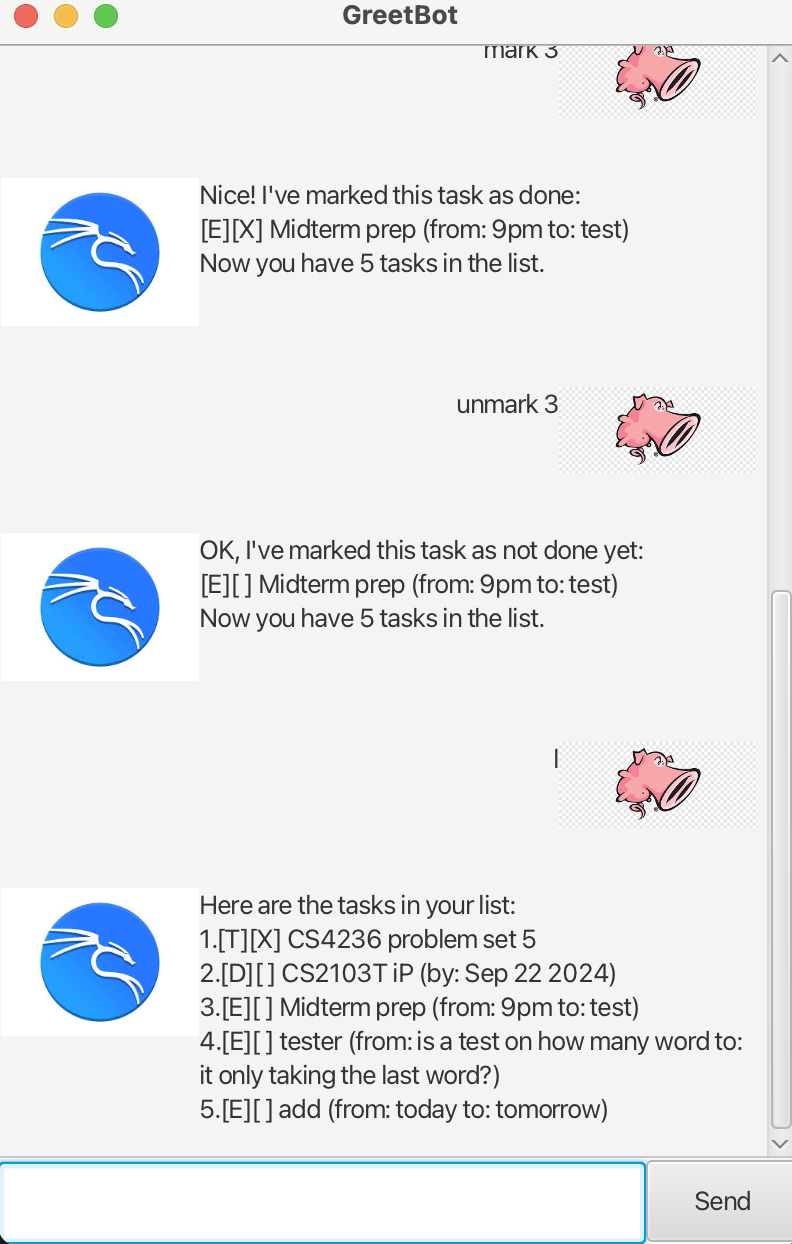 GreetBot
mark 3
Nice! I've marked this task as done:
[E][X] Midterm prep (from: 9pm to: test)
Now you have 5 tasks in the list.
unmark 3
OK, I've marked this task as not done yet:
[E][ ] Midterm prep (from: 9pm to: test)
Now you have 5 tasks in the list.
l
Here are the tasks in your list:
1.[T][X] CS4236 problem set 5
2.[D][ ] CS2103T iP (by: Sep 22 2024)
3.[E][ ] Midterm prep (from: 9pm to: test)
4.[E][ ] tester (from: is a test on how many word to:
it only taking the last word?)
5.[E][ ] add (from: today to: tomorrow)
Send